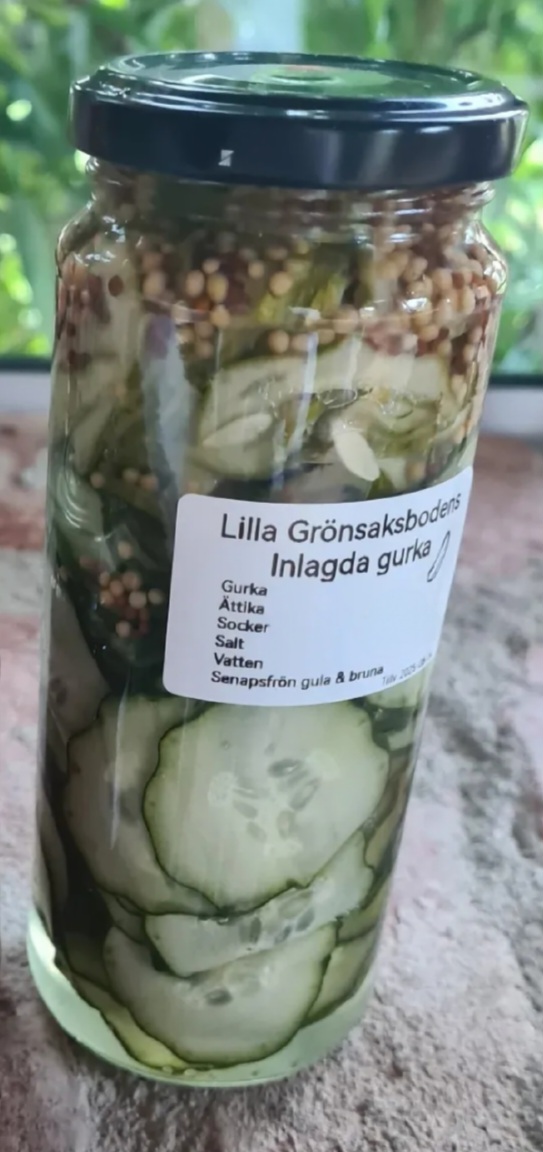 Lilla Grönsaksbodens
Inlagda gurka
Gurka
Ättika
Socker
Salt
Vatten
Senapsfrön gula & bruna